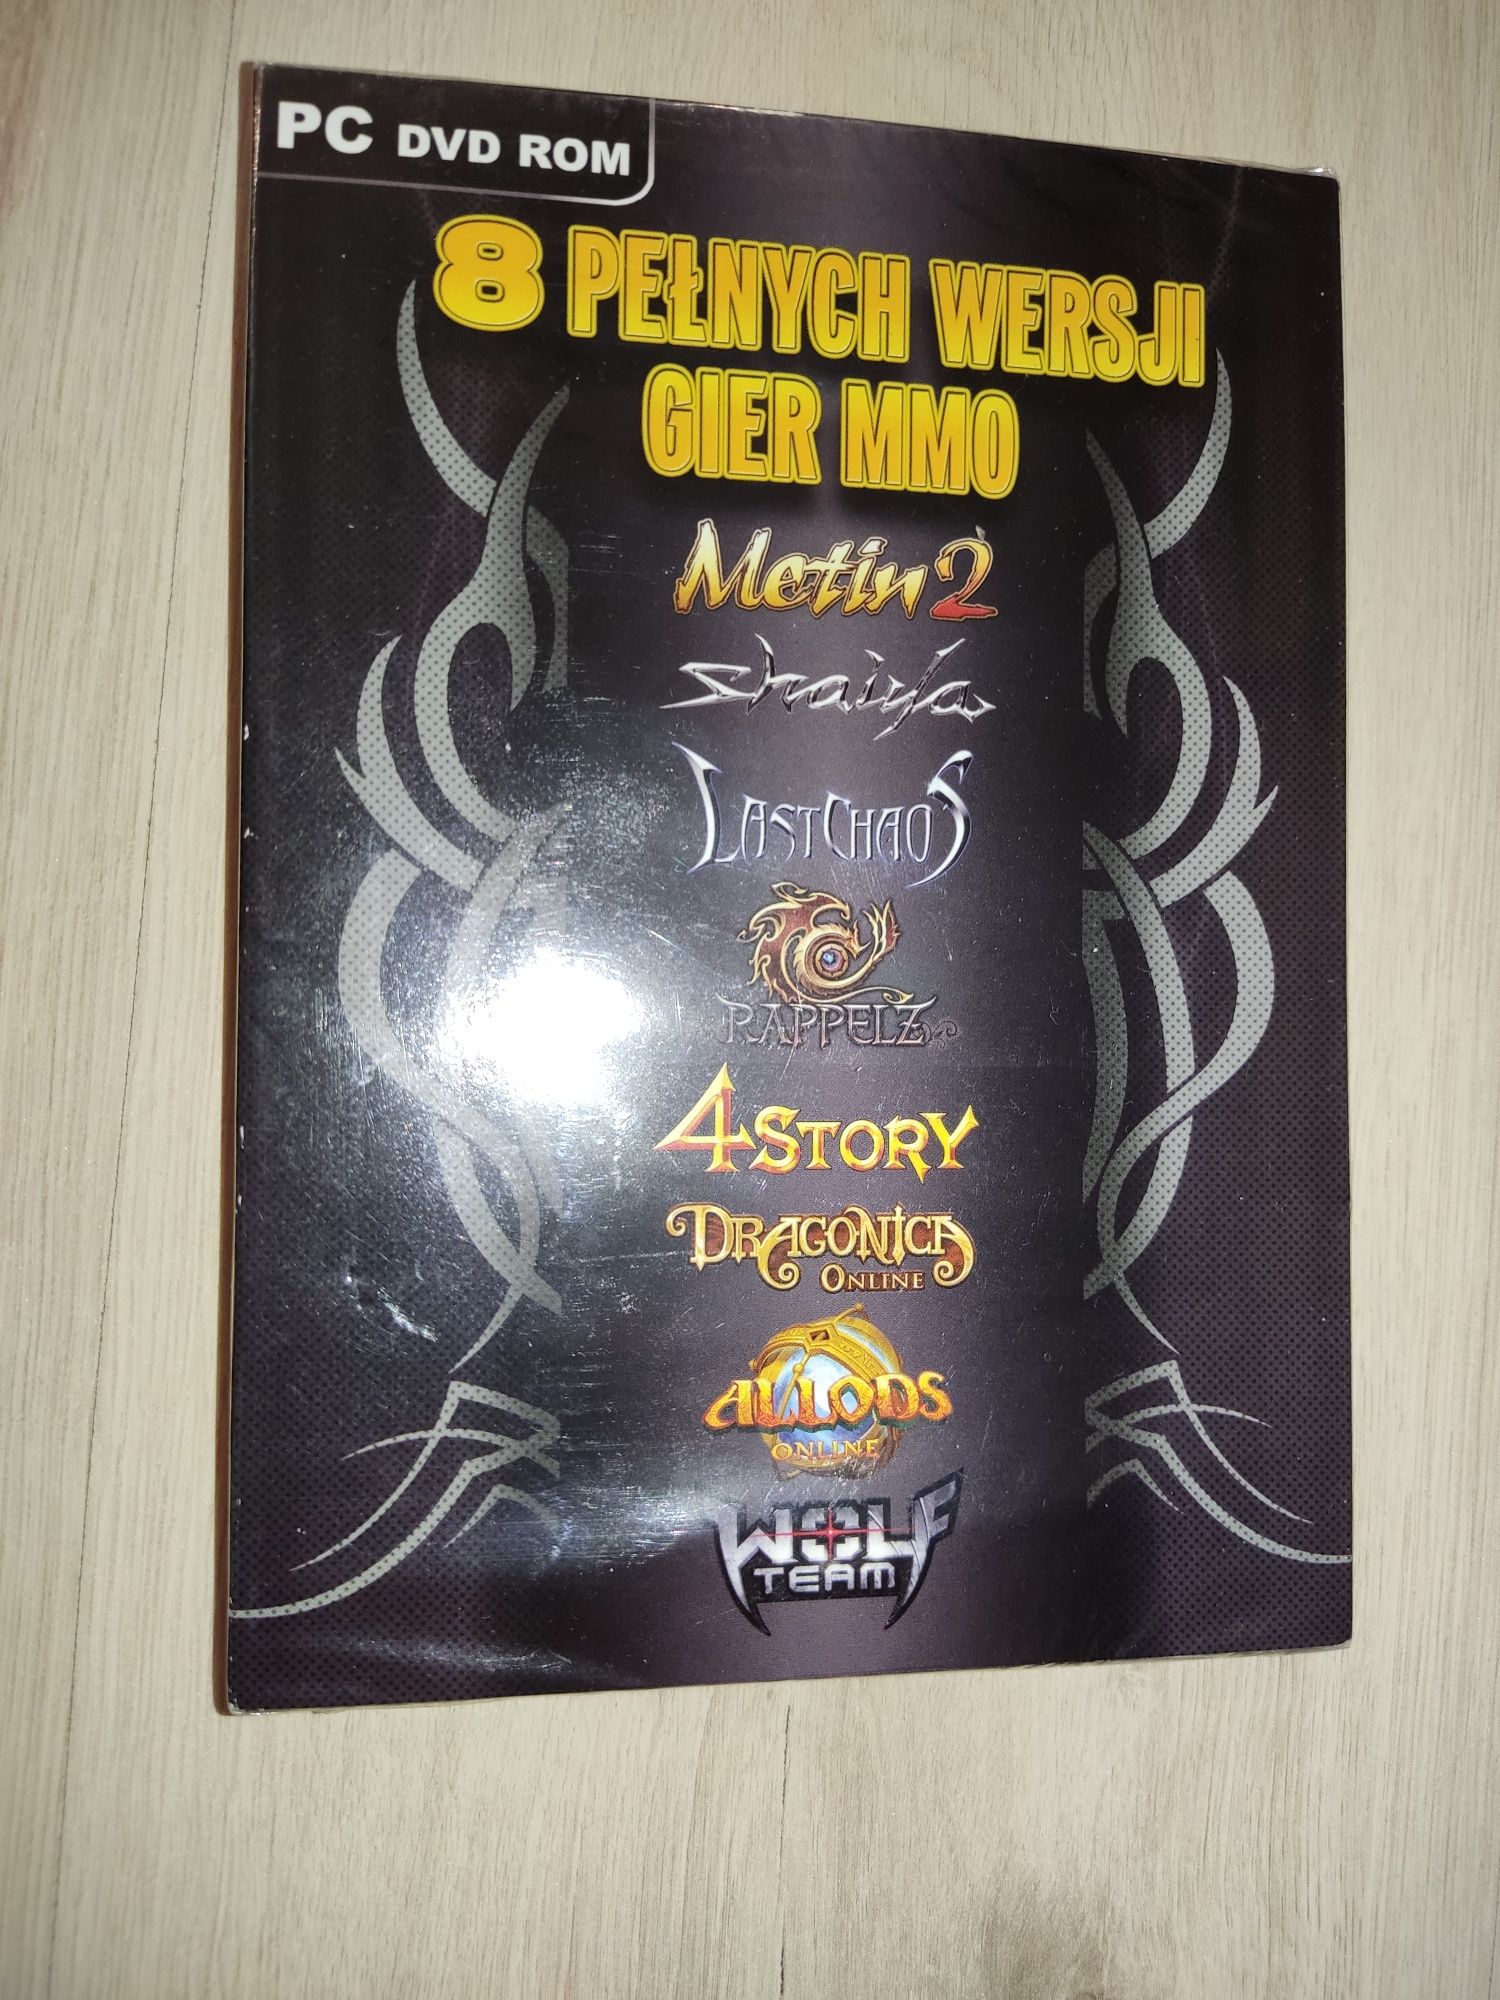 PC DVD ROM
8 PEŁNYCH WERSJI
GIER MMO
Metin2
Shaiya
LASTCHAOS
RAPPELZ
4STORY
DRAGONICA
ONLINE
ALLODS
ONLINE
WOLF
TEAM